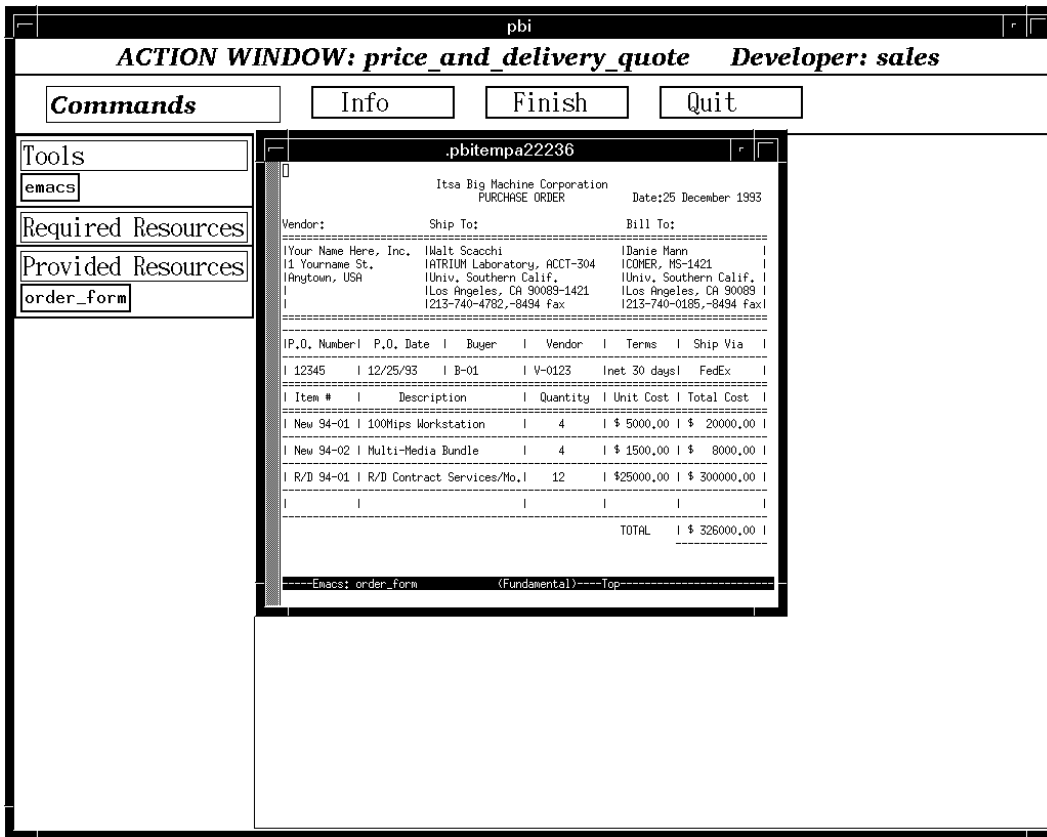 pbi
ACTION WINDOW: price_and_delivery_quote Developer: sales
Commands Info Finish Quit
Tools
emacs
Required Resources
Provided Resources
order_form
.pbitempa22236
Itsa Big Machine Corporation
PURCHASE ORDER Date:25 December 1993
Vendor: Ship To: Bill To:
================================================================================
|Your Name Here, Inc. |Walt Scacchi |Danie Mann |
|1 Yourname St. |ATRIUM Laboratory, ACCT-304 |COMER, MS-1421 |
|Anytown, USA |Univ. Southern Calif. |Univ. Southern Calif. |
| |Los Angeles, CA 90089-1421 |Los Angeles, CA 90089 |
| |213-740-4782,-8494 fax |213-740-0185,-8494 fax|
================================================================================
--------------------------------------------------------------------------------
|P.O. Number| P.O. Date | Buyer | Vendor | Terms | Ship Via |
--------------------------------------------------------------------------------
| 12345 | 12/25/93 | B-01 | V-0123 |net 30 days| FedEx |
================================================================================
| Item # | Description | Quantity | Unit Cost | Total Cost |
================================================================================
| New 94-01 | 100Mips Workstation | 4 | $ 5000.00 | $ 20000.00 |
--------------------------------------------------------------------------------
| New 94-02 | Multi-Media Bundle | 4 | $ 1500.00 | $ 8000.00 |
--------------------------------------------------------------------------------
| R/D 94-01 | R/D Contract Services/Mo.| 12 | $25000.00 | $ 300000.00 |
--------------------------------------------------------------------------------
| | | | | |
--------------------------------------------------------------------------------
TOTAL | $ 326000.00 |
---------------
-----Emacs: order_form (Fundamental)----Top-------------------------